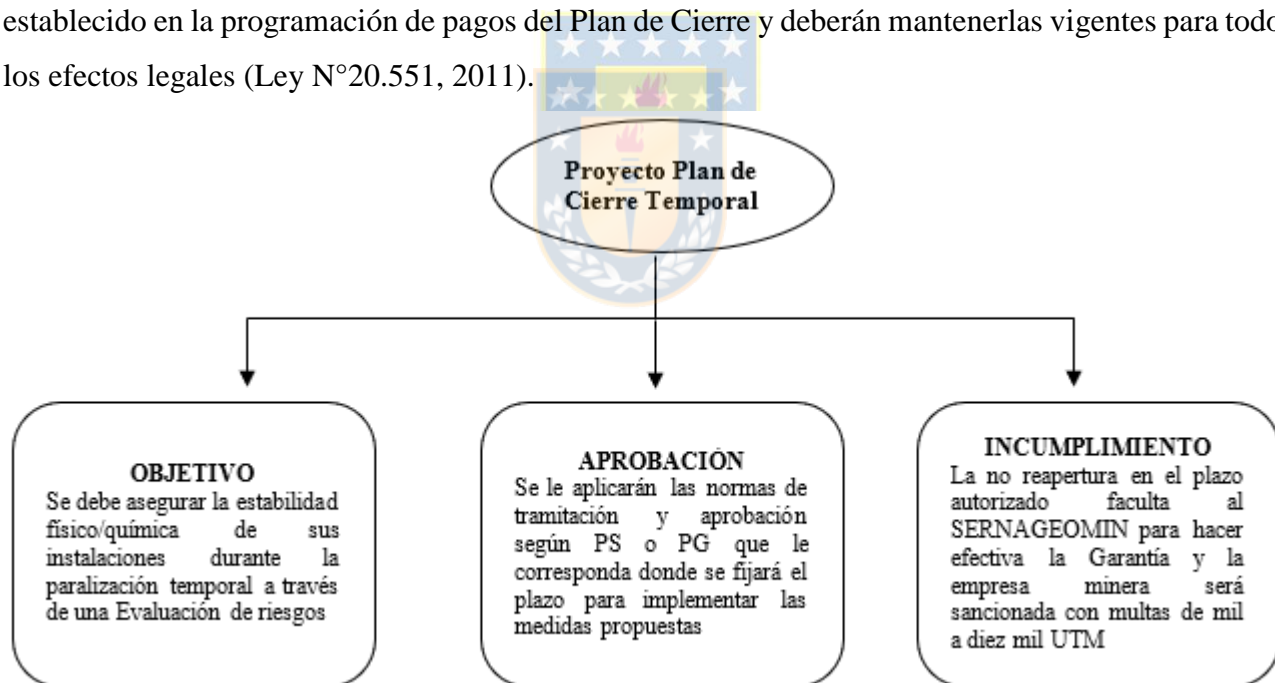 establecido en la programación de pagos del Plan de Cierre y deberán mantenerlas vigentes para todo
los efectos legales (Ley N°20.551, 2011).
Proyecto Plan de
Cierre Temporal
OBJETIVO
Se debe asegurar la estabilidad
físico/química de sus
instalaciones durante la
paralización temporal a través
de una Evaluación de riesgos
APROBACIÓN
Se le aplicarán las normas de
tramitación y aprobación
según PS o PG que le
corresponda donde se fijará el
plazo para implementar las
medidas propuestas
INCUMPLIMIENTO
La no reapertura en el plazo
autorizado faculta al
SERNAGEOMIN para hacer
efectiva la Garantía y la
empresa minera será
sancionada con multas de mil
a diez mil UTM